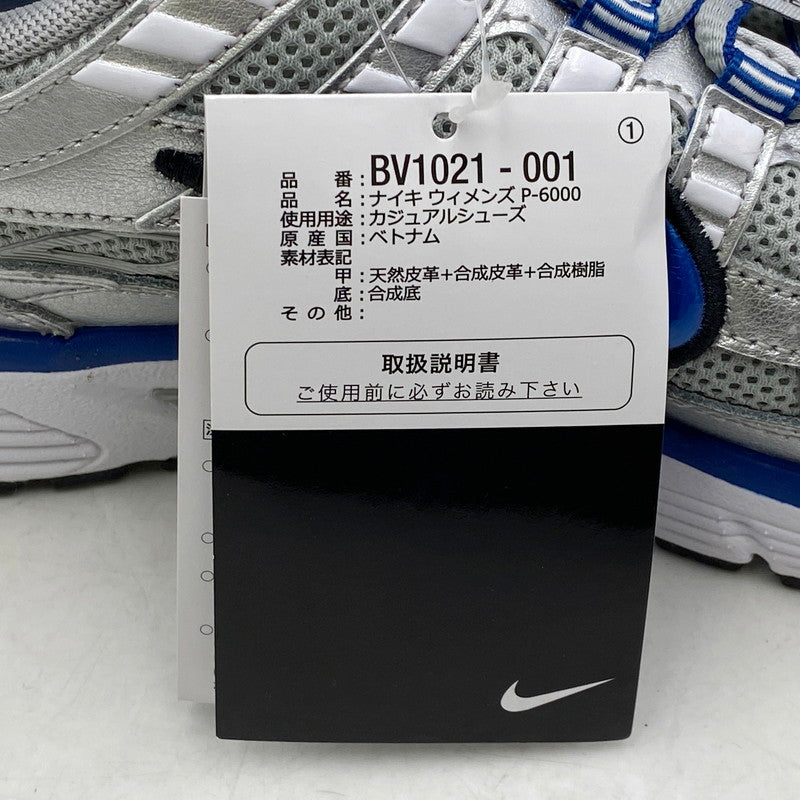 ①
品 番:BV1021 - 001
品 名:ナイキ ウィメンズ P-6000
使用用途:カジュアルシューズ
原 産 国:ベトナム
素材表記
甲:天然皮革+合成皮革+合成樹脂
底:合成底
そ の 他:
取扱説明書
ご使用前に必ずお読み下さい